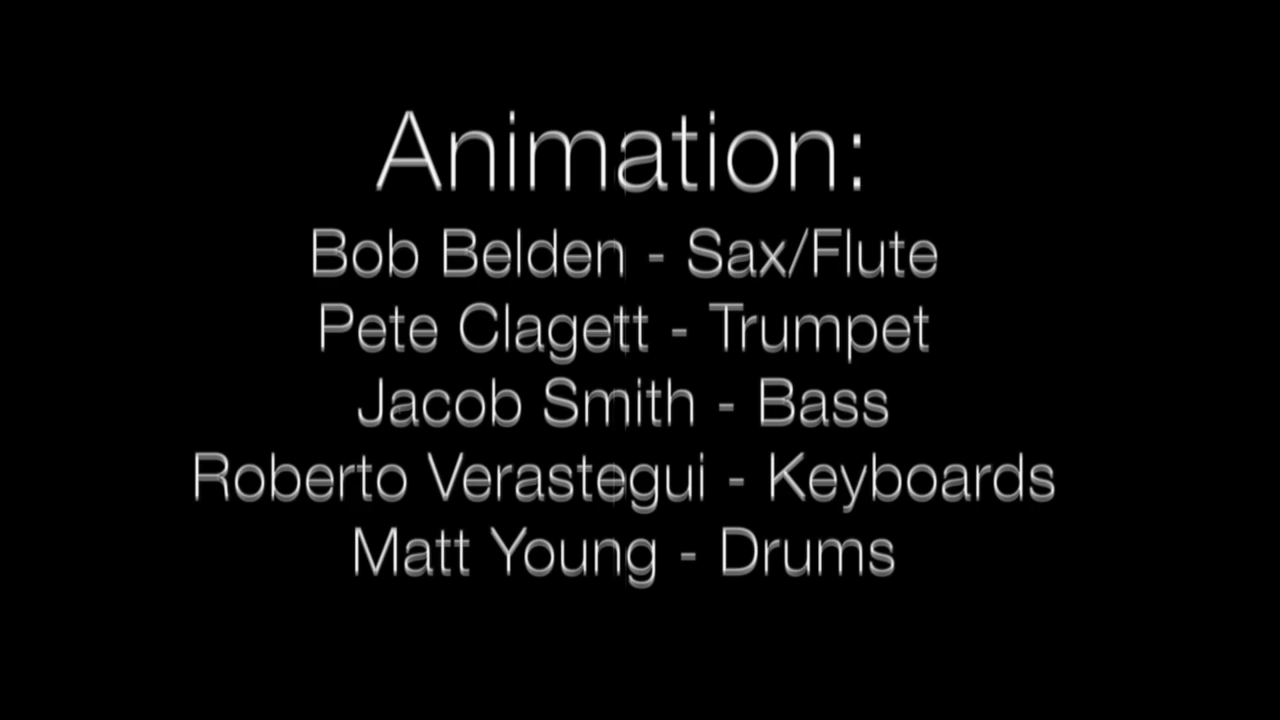 Animation:
Bob Belden - Sax/Flute
Pete Clagett - Trumpet
Jacob Smith - Bass
Roberto Verastegui - Keyboards
Matt Young - Drums